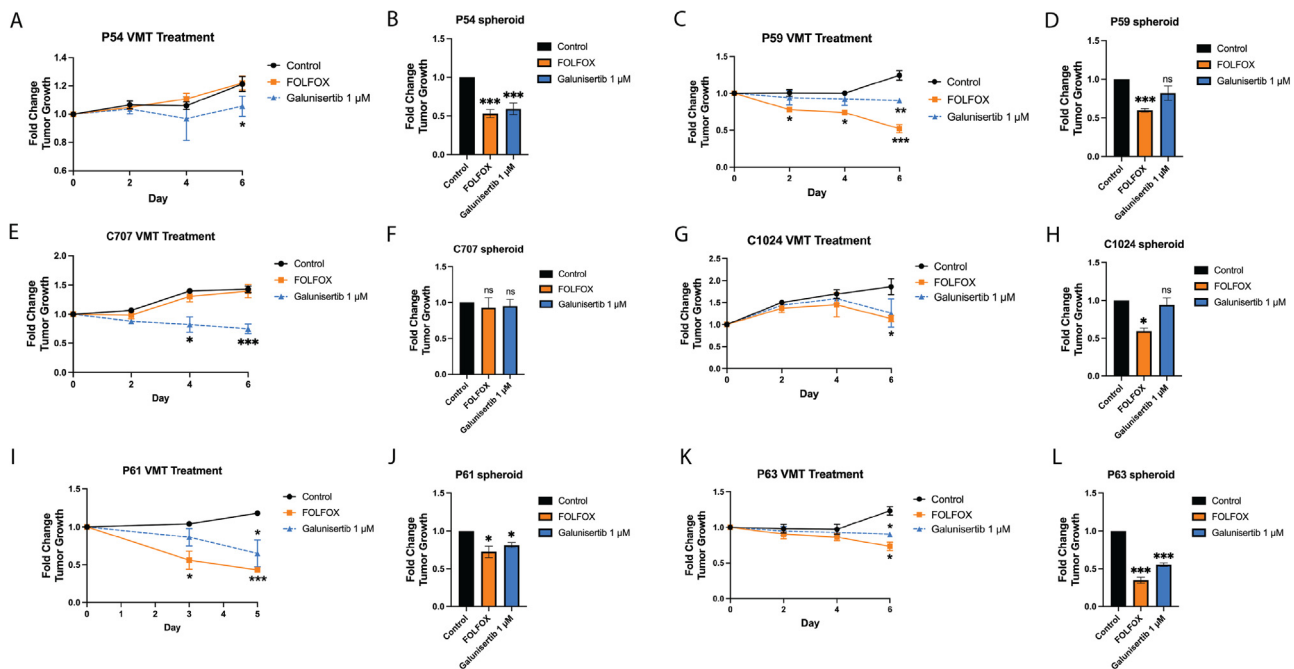 A
P54 VMT Treatment
Fold Change
Tumor Growth
1.4
1.2
1.0
0.8
0.6
0
2
4
6
Day
*
Control
FOLFOX
Galunisertib 1 μM
B
P54 spheroid
Fold Change
Tumor Growth
1.5
1.0
0.5
0.0
***
***
Control
FOLFOX
Galunisertib 1 μM
Control
FOLFOX
Galunisertib 1 μM
C
P59 VMT Treatment
Fold Change
Tumor Growth
1.5
1.0
0.5
0.0
0
2
4
6
Day
*
*
**
***
Control
FOLFOX
Galunisertib 1 μM
D
P59 spheroid
Fold Change
Tumor Growth
1.5
1.0
0.5
0.0
***
ns
Control
FOLFOX
Galunisertib 1 μM
Control
FOLFOX
Galunisertib 1 μM
E
C707 VMT Treatment
Fold Change
Tumor Growth
2.0
1.5
1.0
0.5
0.0
0
2
4
6
Day
*
***
Control
FOLFOX
Galunisertib 1 μM
F
C707 spheroid
Fold Change
Tumor Growth
1.5
1.0
0.5
0.0
ns
ns
Control
FOLFOX
Galunisertib 1 μM
Control
FOLFOX
Galunisertib 1 μM
G
C1024 VMT Treatment
Fold Change
Tumor Growth
2.5
2.0
1.5
1.0
0.5
0.0
0
2
4
6
Day
*
Control
FOLFOX
Galunisertib 1 μM
H
C1024 spheroid
Fold Change
Tumor Growth
1.5
1.0
0.5
0.0
*
ns
Control
FOLFOX
Galunisertib 1 μM
Control
FOLFOX
Galunisertib 1 μM
I
P61 VMT Treatment
Fold Change
Tumor Growth
1.5
1.0
0.5
0.0
0
1
2
3
4
5
Day
*
*
***
Control
FOLFOX
Galunisertib 1 μM
J
P61 spheroid
Fold Change
Tumor Growth
1.5
1.0
0.5
0.0
*
*
Control
FOLFOX
Galunisertib 1 μM
Control
FOLFOX
Galunisertib 1 μM
K
P63 VMT Treatment
Fold Change
Tumor Growth
1.5
1.0
0.5
0.0
0
2
4
6
Day
*
*
Control
FOLFOX
Galunisertib 1 μM
L
P63 spheroid
Fold Change
Tumor Growth
1.5
1.0
0.5
0.0
***
***
Control
FOLFOX
Galunisertib 1 μM
Control
FOLFOX
Galunisertib 1 μM